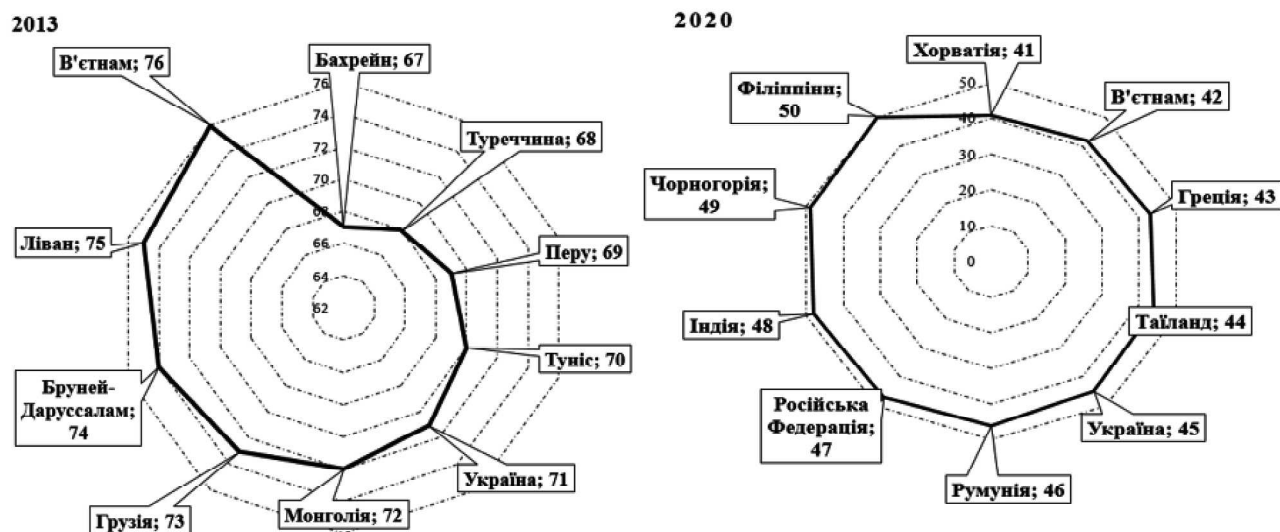 2013
В'єтнам; 76
Бахрейн; 67
Туреччина; 68
Перу; 69
Туніс; 70
Україна; 71
Монголія; 72
Грузія; 73
Бруней-
Даруссалам;
74
Ліван; 75
76
74
72
70
68
66
64
62
2020
Хорватія; 41
В'єтнам; 42
Греція; 43
Таїланд; 44
Україна; 45
Румунія; 46
Російська
Федерація;
47
Індія; 48
Чорногорія;
49
Філіппіни;
50
50
40
30
20
10
0